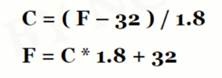 C = ( F – 32 ) / 1.8
F = C * 1.8 + 32